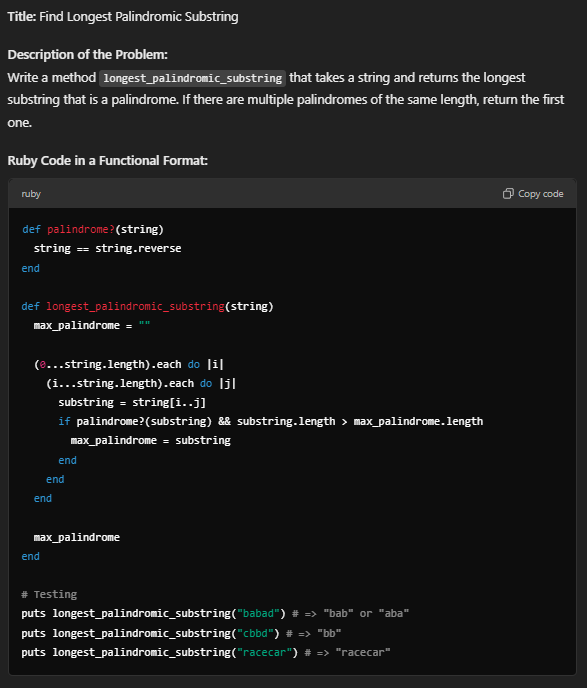 Title: Find Longest Palindromic Substring
Description of the Problem:
Write a method longest_palindromic_substring that takes a string and returns the longest
substring that is a palindrome. If there are multiple palindromes of the same length, return the first
one.
Ruby Code in a Functional Format:
ruby
Copy code
def palindrome?(string)
  string == string.reverse
end

def longest_palindromic_substring(string)
  max_palindrome = ""

  (0...string.length).each do |i|
    (i...string.length).each do |j|
      substring = string[i..j]
      if palindrome?(substring) && substring.length > max_palindrome.length
        max_palindrome = substring
      end
    end
  end

  max_palindrome
end

# Testing
puts longest_palindromic_substring("babad") # => "bab" or "aba"
puts longest_palindromic_substring("cbbd") # => "bb"
puts longest_palindromic_substring("racecar") # => "racecar"